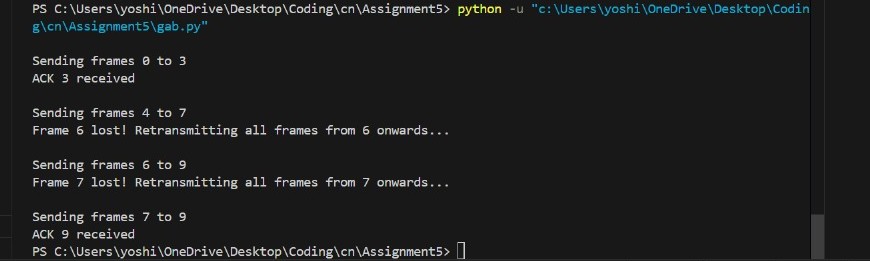 PS C:\Users\yoshi\OneDrive\Desktop\Coding\cn\Assignment5> python -u "c:\Users\yoshi\OneDrive\Desktop\Codin
g\cn\Assignment5\gab.py"
Sending frames 0 to 3
ACK 3 received
Sending frames 4 to 7
Frame 6 lost! Retransmitting all frames from 6 onwards...
Sending frames 6 to 9
Frame 7 lost! Retransmitting all frames from 7 onwards...
Sending frames 7 to 9
ACK 9 received
PS C:\Users\yoshi\OneDrive\Desktop\Coding\cn\Assignment5>